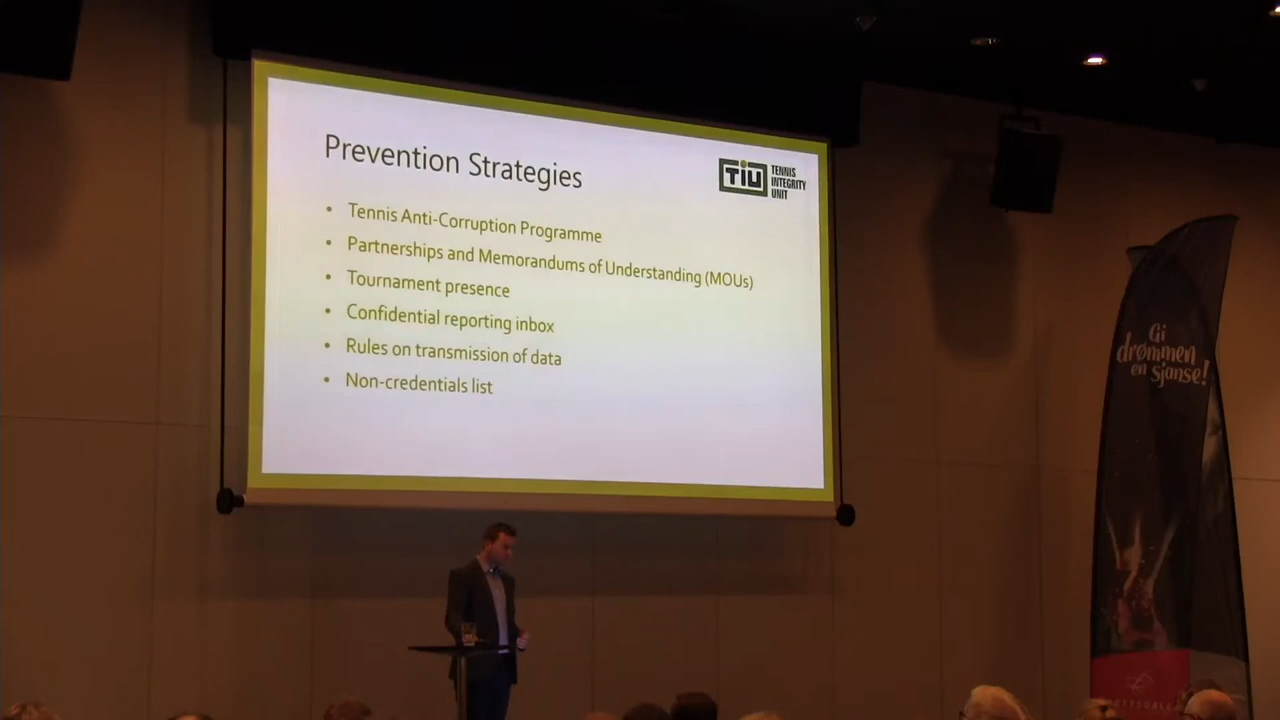 Prevention Strategies
TIU TENNIS
INTEGRITY
UNIT
• Tennis Anti-Corruption Programme
• Partnerships and Memorandums of Understanding (MOUs)
• Tournament presence
• Confidential reporting inbox
• Rules on transmission of data
• Non-credentials list
Gi
drømmen
en sjanse!